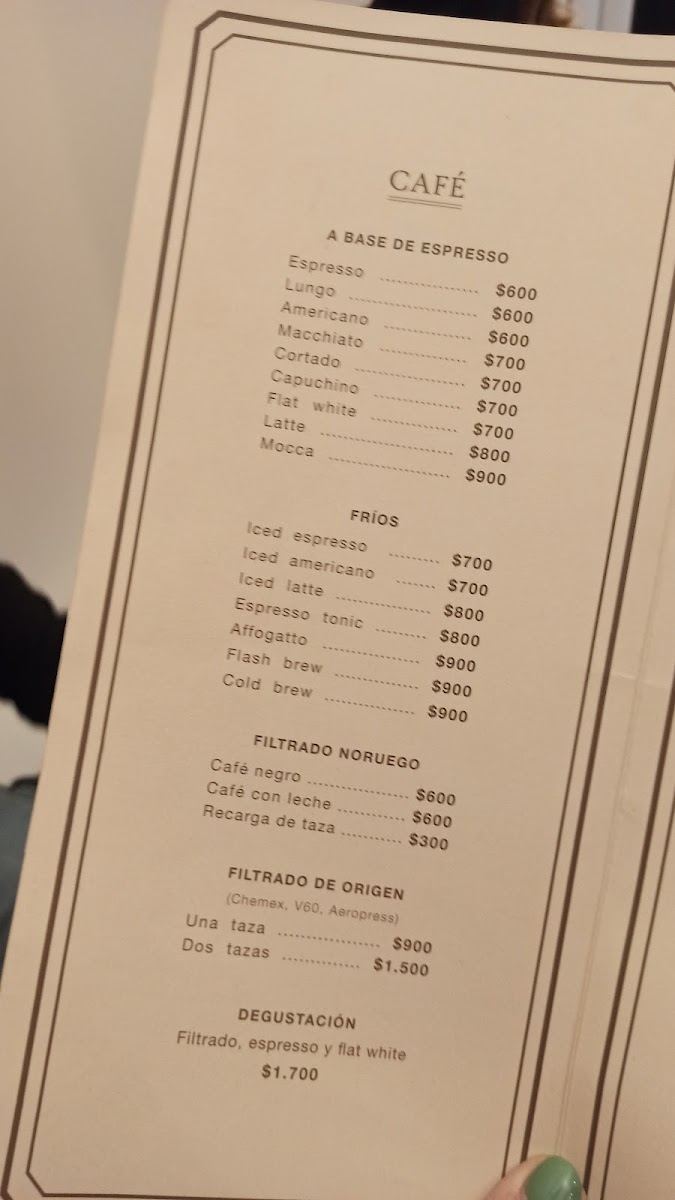 CAFÉ
A BASE DE ESPRESSO
Espresso ................... $600
Lungo ........................ $600
Americano ................ $600
Macchiato ................ $700
Cortado .................... $700
Capuchino ................ $700
Flat white ................ $700
Latte ........................ $800
Mocca ...................... $900
FRÍOS
Iced espresso ......... $700
Iced americano ....... $700
Iced latte ................. $800
Espresso tonic ......... $800
Affogatto .................. $900
Flash brew ............... $900
Cold brew ................ $900
FILTRADO NORUEGO
Café negro .................. $600
Café con leche ............ $600
Recarga de taza ........... $300
FILTRADO DE ORIGEN
(Chemex, V60, Aeropress)
Una taza ................... $900
Dos tazas ............. $1.500
DEGUSTACIÓN
Filtrado, espresso y flat white
$1.700